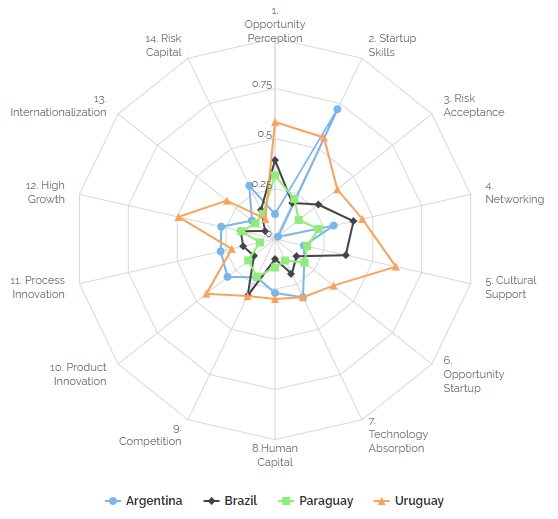 1.
Opportunity
Perception
2. Startup
Skills
3. Risk
Acceptance
4.
Networking
5. Cultural
Support
6.
Opportunity
Startup
7.
Technology
Absorption
8.Human
Capital
9.
Competition
10. Product
Innovation
11. Process
Innovation
12. High
Growth
13.
Internationalization
14. Risk
Capital
0.75
0.5
0.25
0
Argentina Brazil Paraguay Uruguay